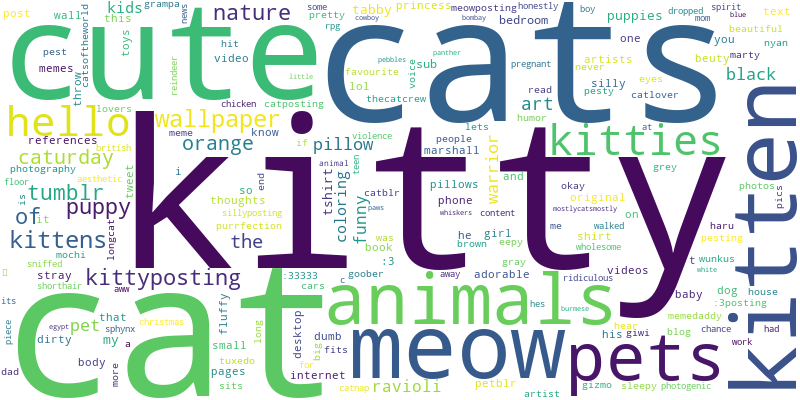 post
wall
kids
grampa
news
some
cowboy
rpg
nature
tabby
pretty
princess
meowposting
honestly
bombay
boy
dropped
spirit
mom
blue
text
cute
cats
this
toys
catsoftheworld
throw
pest
memes
hit
video
reindeer
bedroom
puppies
artists
one
never
you
beautiful
nyan
marty
beuty
black
favourite
lol
sub
voice
panther
pregnant
silly
eyes
pesty
catlover
little
pebbles
thecatcrew
read
art
humor
hello
lovers
chicken
catposting
wallpaper
meme
know
violence
lets
people
marshall
at
kitties
kitten
references
caturday
british
orange
if
pillow
animal
teen
warrior
okay
grey
photography
aesthetic
tweet
i
so
end
thoughts
tshirt
coloring
funny
catblr
pillows
phone
and
original
mostlycatsmostly
photos
pics
floor
is
tumblr
puppy
sillyposting
paws
whiskers
content
me
walked
on
haru
of
it
longcat
purrfection
was
book
he
girl
shirt
pesting
kittens
the
brown
eepy
wholesome
kitty
mochi
sniffed
stray
:3
gray
videos
t
wunkus
white
shorthair
kittyposting
:33333
cars
goober
c
away
adorable
ridiculous
baby
dog
house
:3posting
its
aww
fluffy
long
desktop
animals
hes
burmese
memedaddy
piece
egypt
pet
that
sphynx
christmas
cat
small
dumb
big
fits
meow
hear
his
giwi
blog
chance
had
work
dirty
my
a
tuxedo
for
internet
pets
dad
body
more
pages
sits
catnap
ravioli
petblr
artist
gizmo
sleepy
photogenic